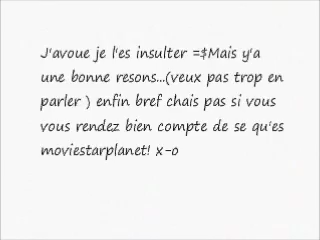 J'avoue je l'es insulter =$Mais y'a
une bonne resons...(veux pas trop en
parler ) enfin bref chais pas si vous
vous rendez bien compte de se qu'es
moviestarplanet! x-o